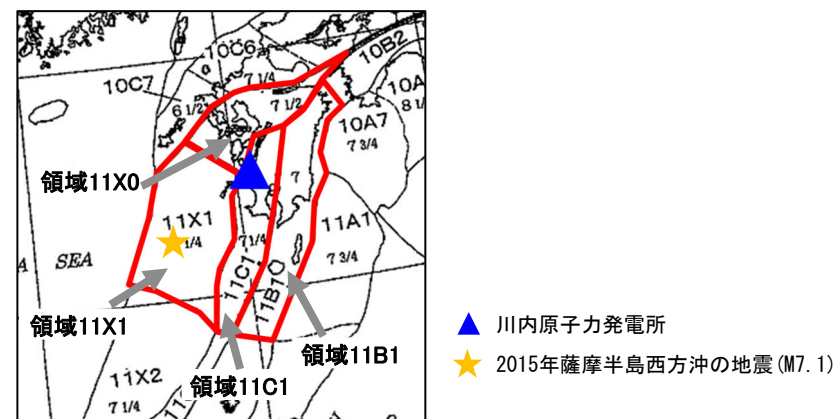 10C6
10B2
10C7
7 1/4
10A
8 1/
6 1/2
7 1/2
10A7
7 3/4
領域11X0
7
11X1
1/4
7 1/4
11A1
7 3/4
SEA
11C1
11B1
領域11X1
領域11B1
領域11C1
11X2
7 1/4
11
川内原子力発電所
2015年薩摩半島西方沖の地震(M7.1)